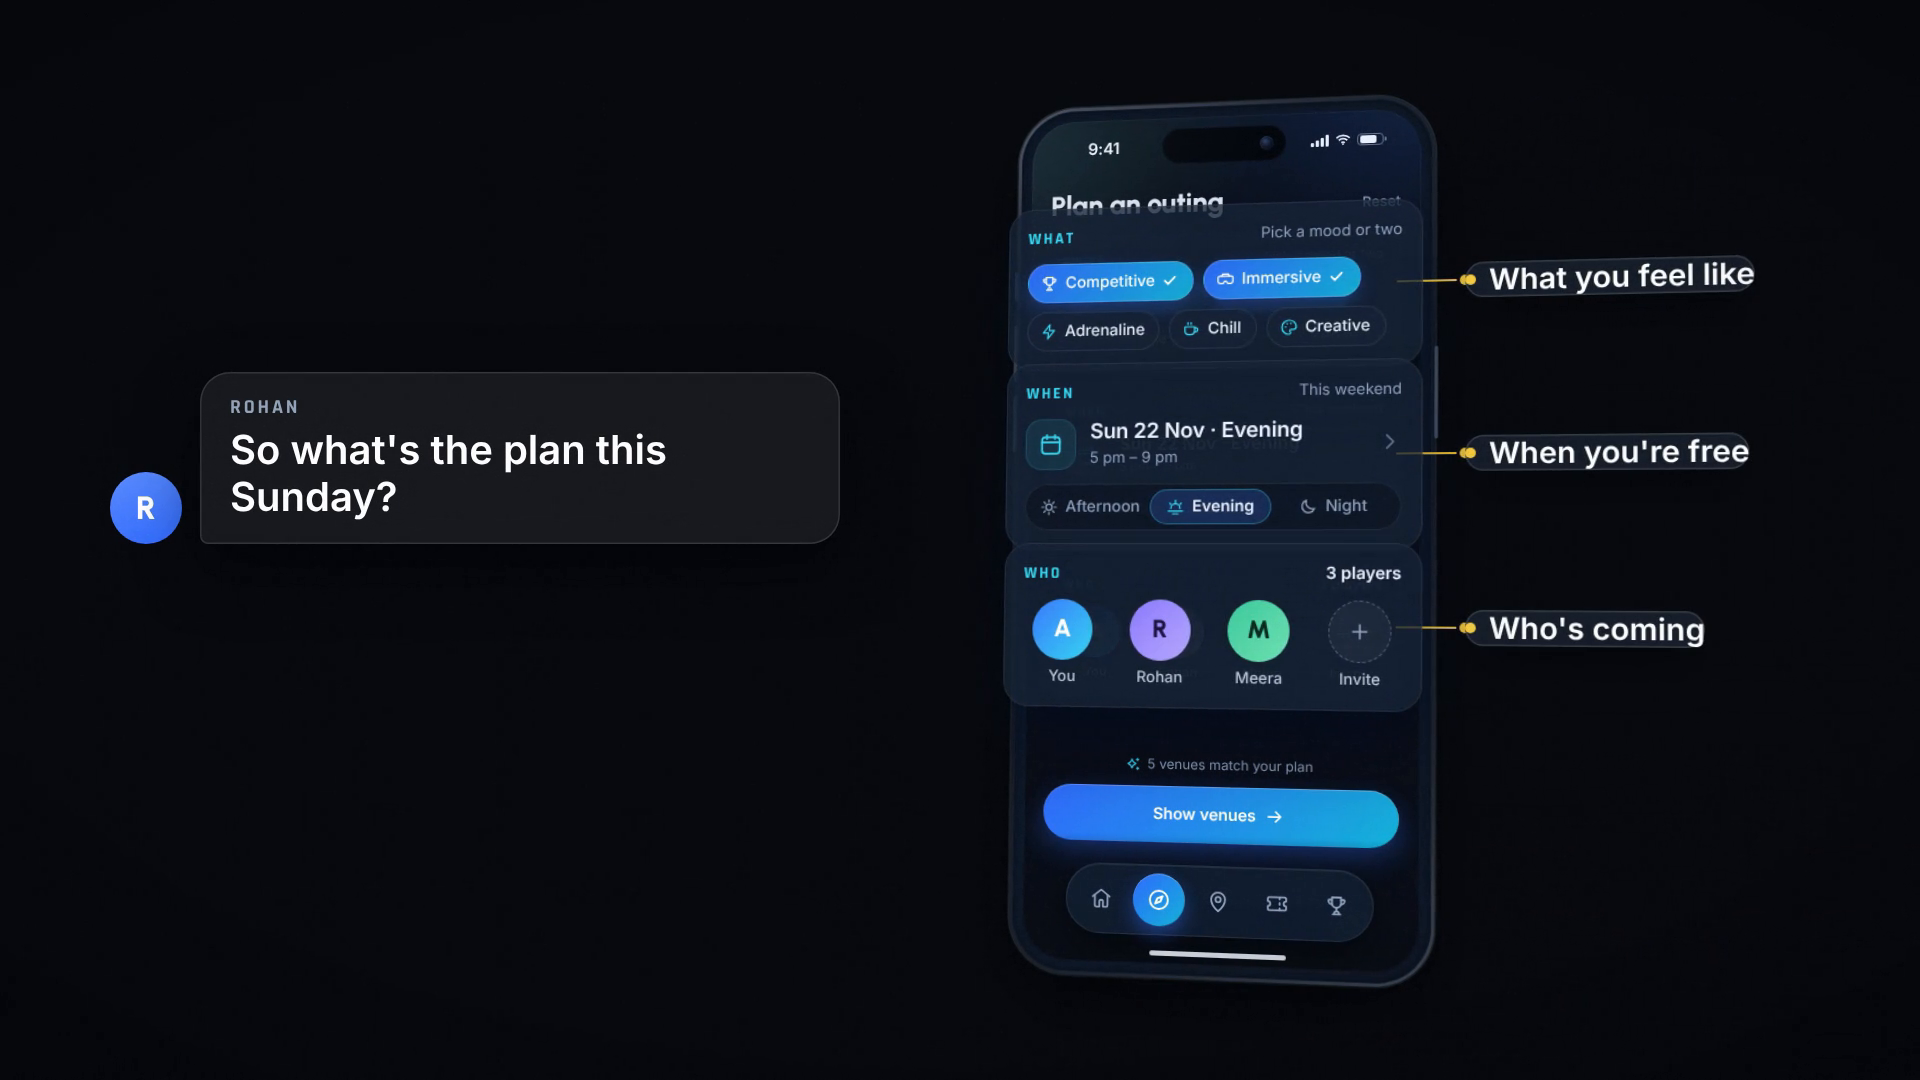 ROHAN
So what's the plan this
Sunday?
R
9:41
Plan an outing
Reset
WHAT
Pick a mood or two
Competitive
Immersive
Adrenaline
Chill
Creative
What you feel like
WHEN
This weekend
Sun 22 Nov · Evening
5 pm – 9 pm
Afternoon
Evening
Night
When you're free
WHO
3 players
A
R
M
You
Rohan
Meera
Invite
Who's coming
5 venues match your plan
Show venues